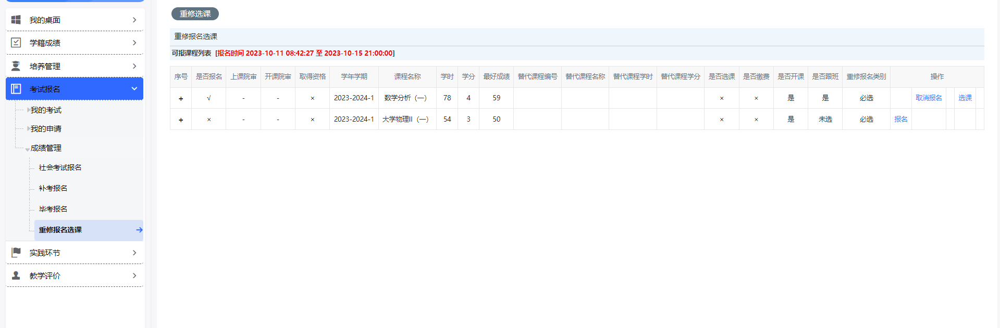 我的桌面
学籍成绩
培养管理
考试报名
我的考试
我的申请
成绩管理
社会考试报名
补考报名
毕考报名
重修报名选课
实践环节
教学评价
重修选课
重修报名选课
可报课程列表 [报名时间 2023-10-11 08:42:27 至 2023-10-15 21:00:00]
序号 是否报名 上课院审 开课院审 取得资格 学年学期 课程名称 学时 学分 最好成绩 替代课程编号 替代课程名称 替代课程学时 替代课程学分 是否选课 是否缴费 是否开课 是否跟班 重修报名类别 操作
+ √ - - × 2023-2024-1 数学分析（一） 78 4 59 × × 是 是 必选 取消报名 选课
+ × - - × 2023-2024-1 大学物理II（一） 54 3 50 × × 是 未选 必选 报名